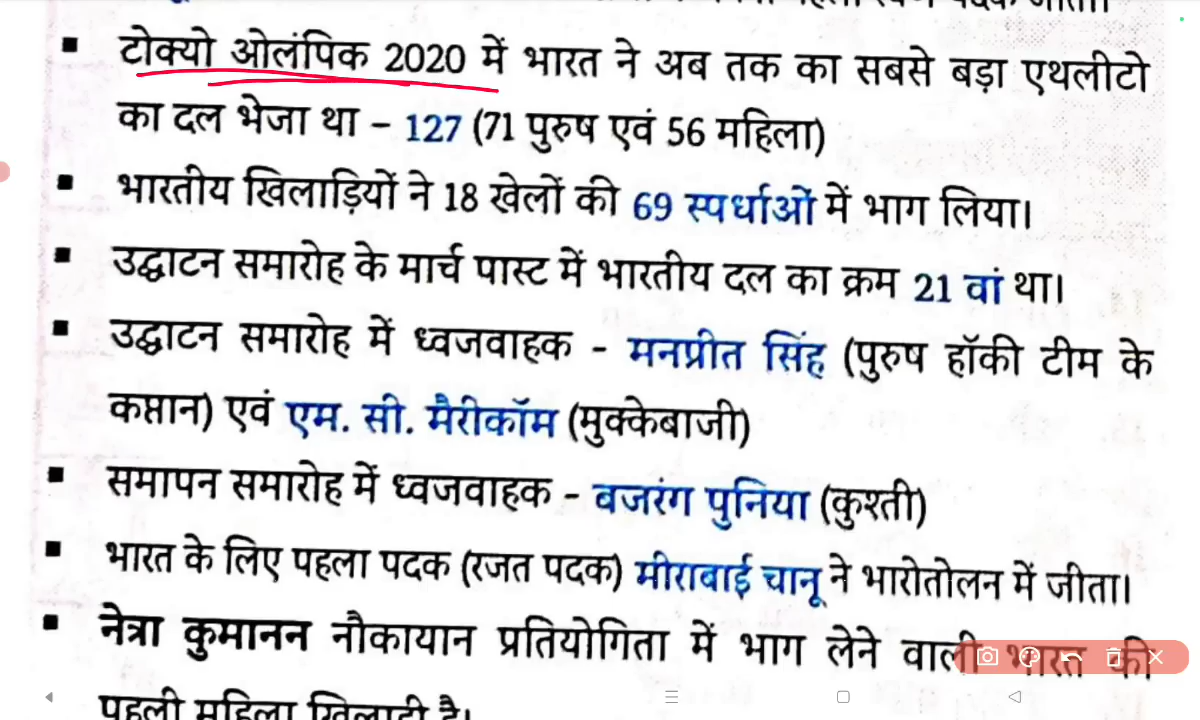 ▪ टोक्यो ओलंपिक 2020 में भारत ने अब तक का सबसे बड़ा एथलीटो
का दल भेजा था – 127 (71 पुरुष एवं 56 महिला)
▪ भारतीय खिलाड़ियों ने 18 खेलों की 69 स्पर्धाओं में भाग लिया।
▪ उद्घाटन समारोह के मार्च पास्ट में भारतीय दल का क्रम 21 वां था।
▪ उद्घाटन समारोह में ध्वजवाहक – मनप्रीत सिंह (पुरुष हॉकी टीम के
कप्तान) एवं एम. सी. मैरीकॉम (मुक्केबाजी)
▪ समापन समारोह में ध्वजवाहक – बजरंग पुनिया (कुश्ती)
▪ भारत के लिए पहला पदक (रजत पदक) मीराबाई चानू ने भारोतोलन में जीता।
▪ नेत्रा कुमानन नौकायान प्रतियोगिता में भाग लेने वाली भारत की
पहली महिला खिलाड़ी है।